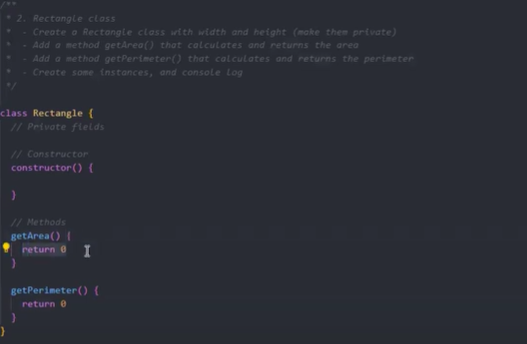 /**
 * 2. Rectangle class
 *  - Create a Rectangle class with width and height (make them private)
 *  - Add a method getArea() that calculates and returns the area
 *  - Add a method getPerimeter() that calculates and returns the perimeter
 *  - Create some instances, and console log
 */

class Rectangle {
  // Private fields

  // Constructor
  constructor() {

  }

  // Methods
  getArea() {
    return 0
  }

  getPerimeter() {
    return 0
  }
}